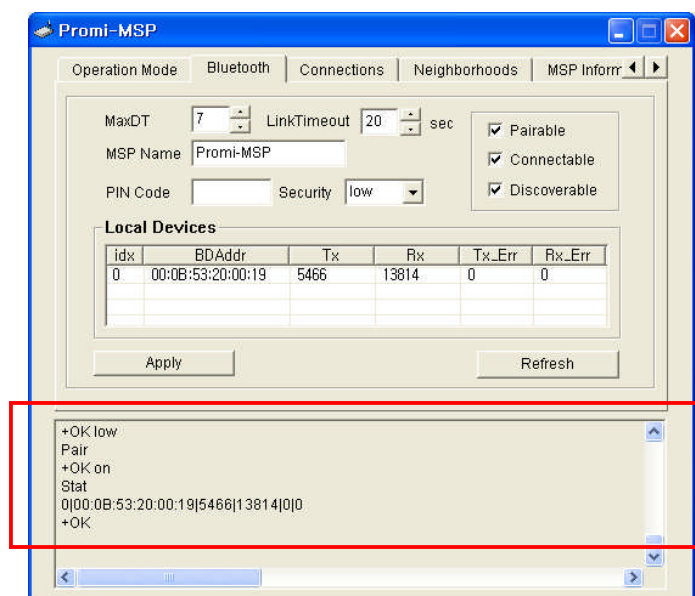 Promi-MSP
Operation Mode Bluetooth Connections Neighborhoods MSP Inform
MaxDT 7 LinkTimeout 20 sec
Pairable
MSP Name Promi-MSP
Connectable
PIN Code Security low
Discoverable
Local Devices
idx BDAddr Tx Rx Tx_Err Rx_Err
0 00:0B:53:20:00:19 5466 13814 0 0
Apply Refresh
+OK low
Pair
+OK on
Stat
0|00:0B:53:20:00:19|5466|13814|0|0
+OK